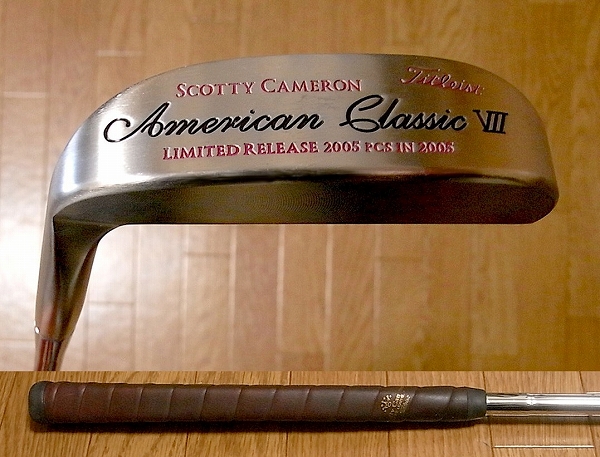 SCOTTY CAMERON Titleist
American Classic VIII
LIMITED RELEASE 2005 PCS IN 2005